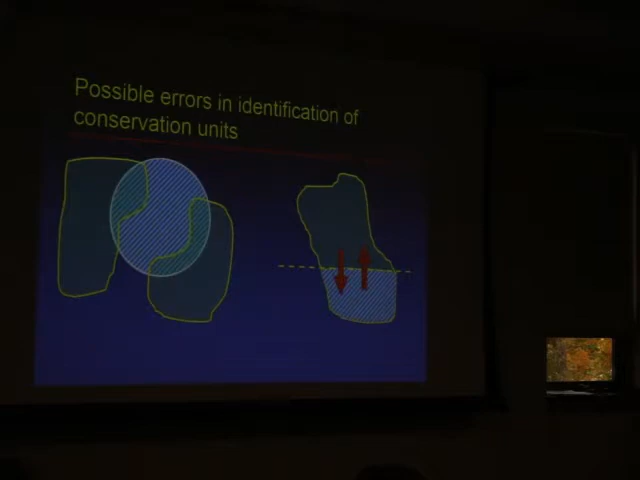 Possible errors in identification of
conservation units